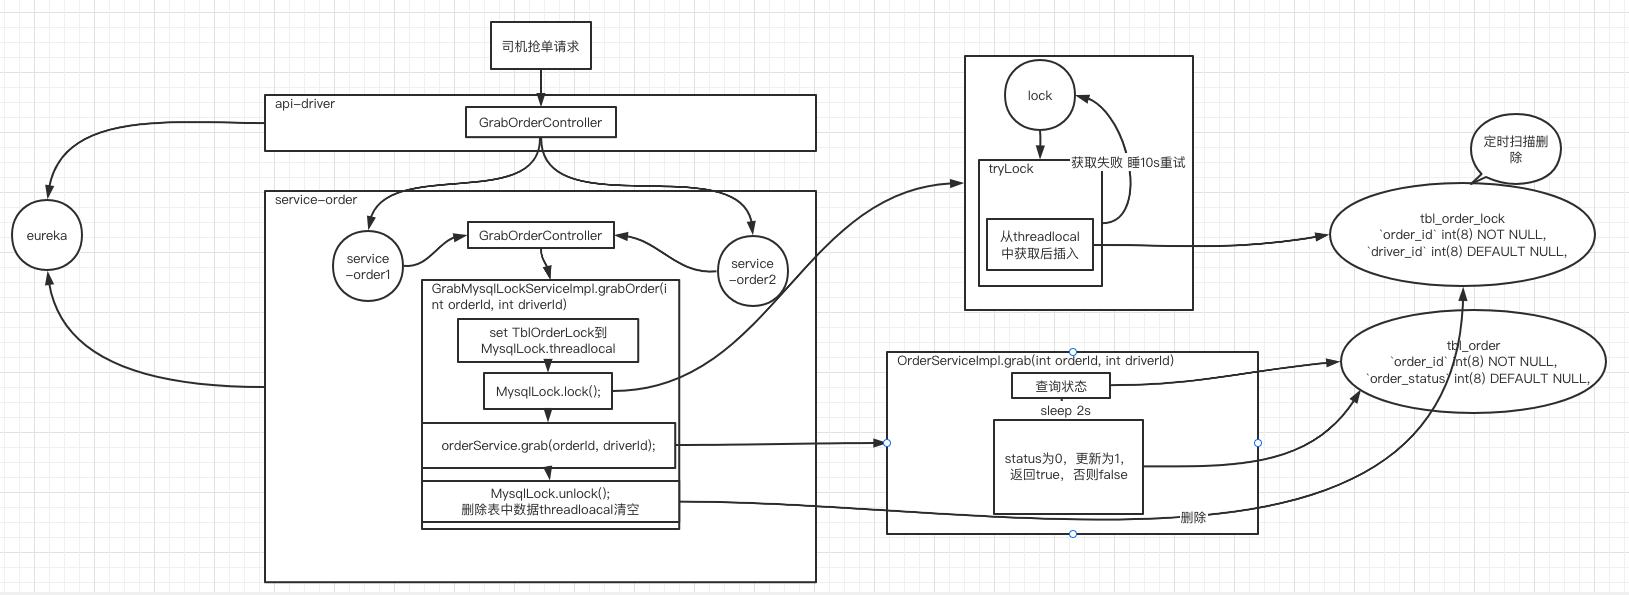 司机抢单请求
api-driver
GrabOrderController
eureka
service-order
GrabOrderController
service
-order1
service
-order2
GrabMysqlLockServiceImpl.grabOrder(i
nt orderId, int driverId)
set TblOrderLock到
MysqlLock.threadlocal
MysqlLock.lock();
orderService.grab(orderId, driverId);
MysqlLock.unlock();
删除表中数据threadloacal清空
lock
获取失败 睡10s重试
tryLock
从threadlocal
中获取后插入
OrderServiceImpl.grab(int orderId, int driverId)
查询状态
sleep 2s
status为0，更新为1，
返回true，否则false
删除
定时扫描删
除
tbl_order_lock
`order_id` int(8) NOT NULL,
`driver_id` int(8) DEFAULT NULL,
tbl_order
`order_id` int(8) NOT NULL,
`order_status` int(8) DEFAULT NULL,